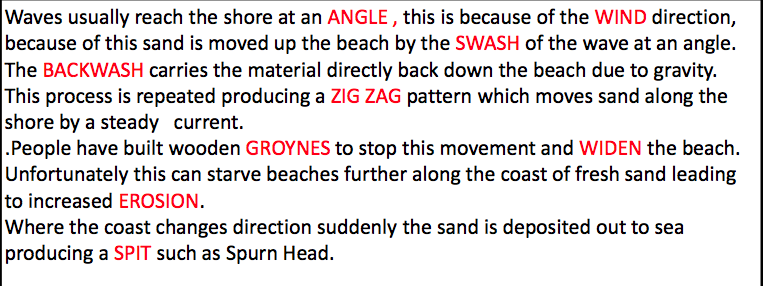 Waves usually reach the shore at an ANGLE , this is because of the WIND direction,
because of this sand is moved up the beach by the SWASH of the wave at an angle.
The BACKWASH carries the material directly back down the beach due to gravity.
This process is repeated producing a ZIG ZAG pattern which moves sand along the
shore by a steady  current.
.People have built wooden GROYNES to stop this movement and WIDEN the beach.
Unfortunately this can starve beaches further along the coast of fresh sand leading
to increased EROSION.
Where the coast changes direction suddenly the sand is deposited out to sea
producing a SPIT such as Spurn Head.